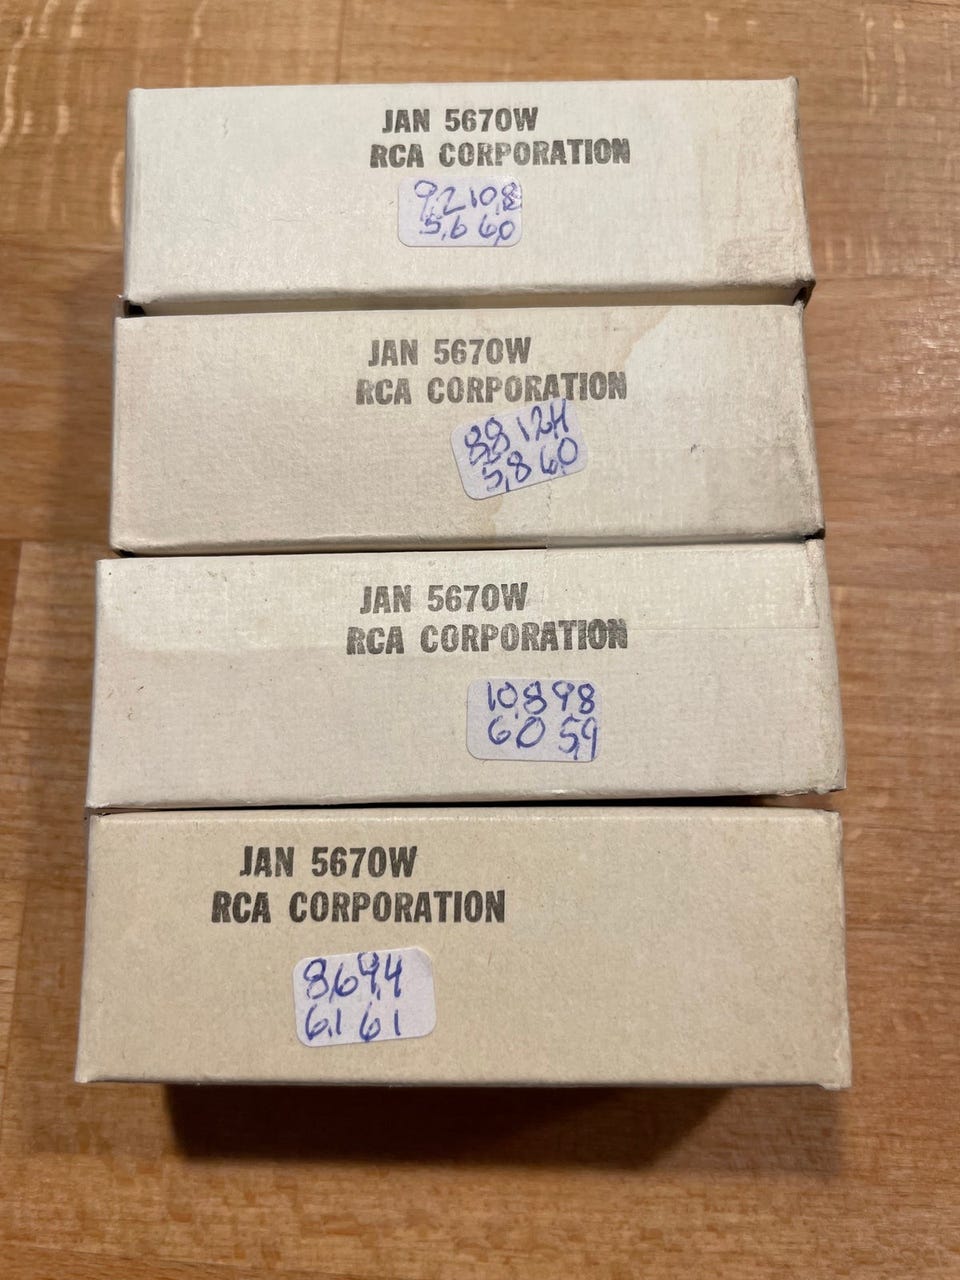 JAN 5670W
RCA CORPORATION
9,2 10,8
5,6 6,0
JAN 5670W
RCA CORPORATION
8,8 12,4
5,8 6,0
JAN 5670W
RCA CORPORATION
10,8 9,8
6,0 5,9
JAN 5670W
RCA CORPORATION
8,6 9,4
6,1 6,1